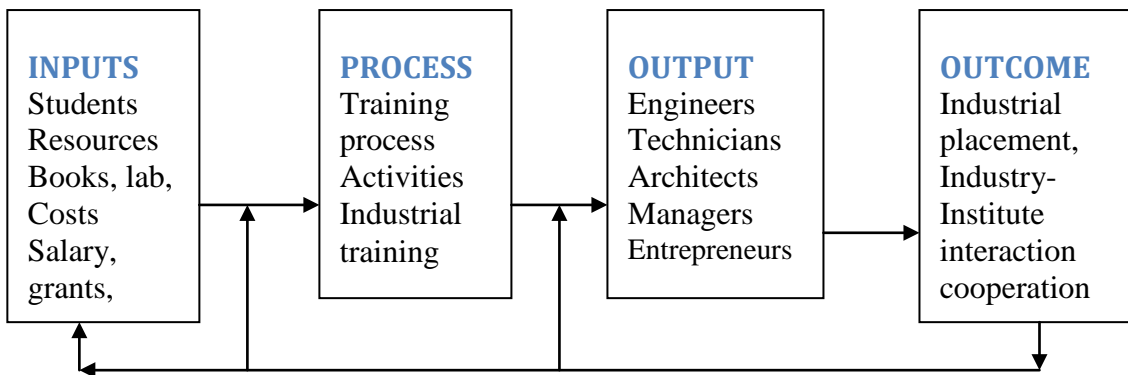 INPUTS
Students
Resources
Books, lab,
Costs
Salary,
grants,
PROCESS
Training
process
Activities
Industrial
training
OUTPUT
Engineers
Technicians
Architects
Managers
Entrepreneurs
OUTCOME
Industrial
placement,
Industry-
Institute
interaction
cooperation